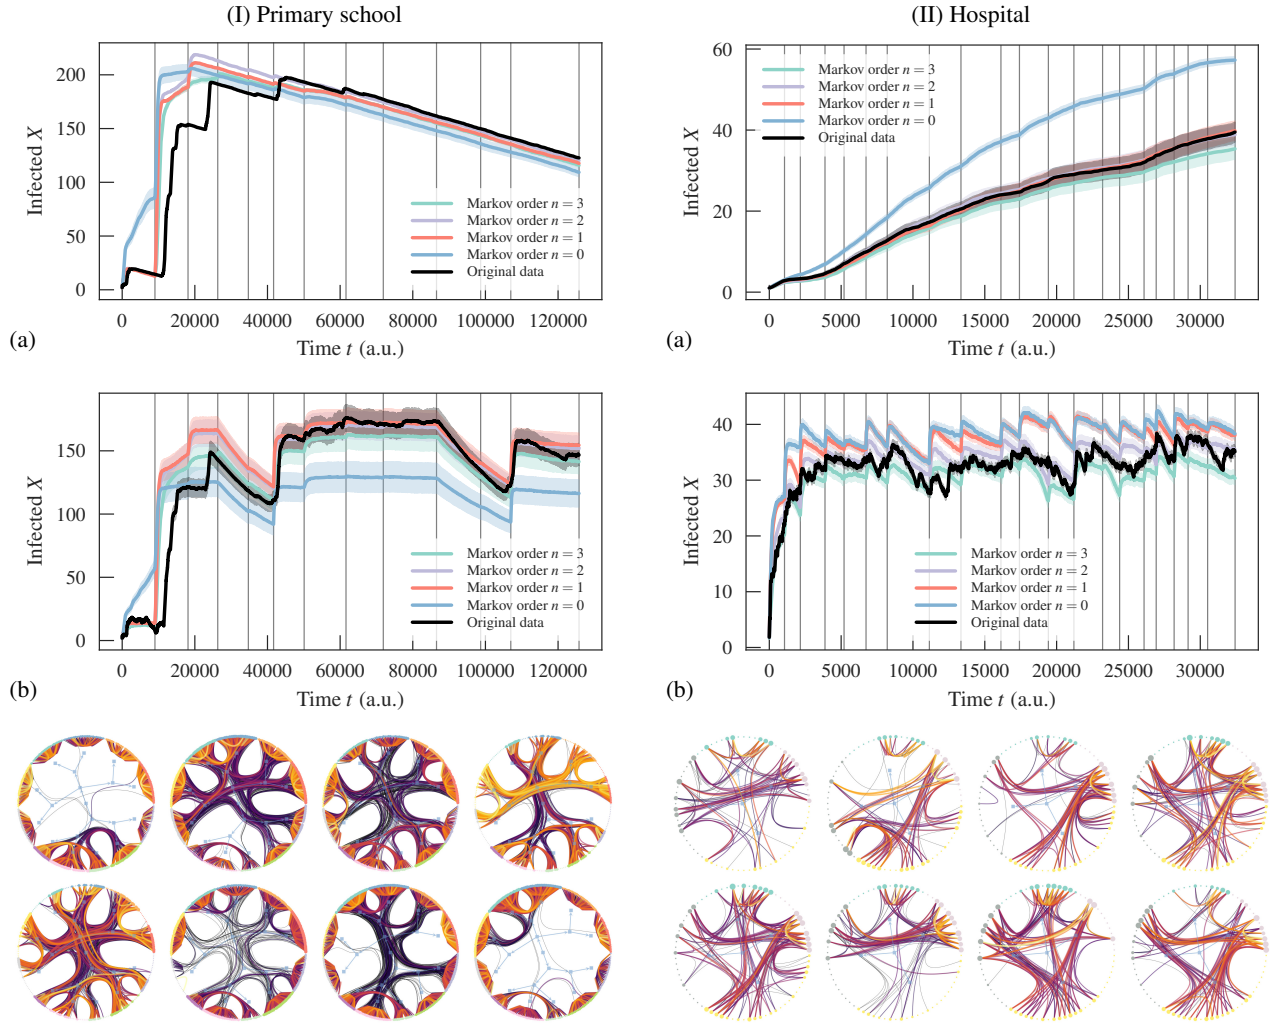 (I) Primary school
(II) Hospital
Infected X
200
150
100
50
0
Markov order n = 3
Markov order n = 2
Markov order n = 1
Markov order n = 0
Original data
0 20000 40000 60000 80000 100000 120000
Time t (a.u.)
(a)
Infected X
60
40
20
0
Markov order n = 3
Markov order n = 2
Markov order n = 1
Markov order n = 0
Original data
0 5000 10000 15000 20000 25000 30000
Time t (a.u.)
(a)
Infected X
150
100
50
0
Markov order n = 3
Markov order n = 2
Markov order n = 1
Markov order n = 0
Original data
0 20000 40000 60000 80000 100000 120000
Time t (a.u.)
(b)
Infected X
40
30
20
10
0
Markov order n = 3
Markov order n = 2
Markov order n = 1
Markov order n = 0
Original data
0 5000 10000 15000 20000 25000 30000
Time t (a.u.)
(b)